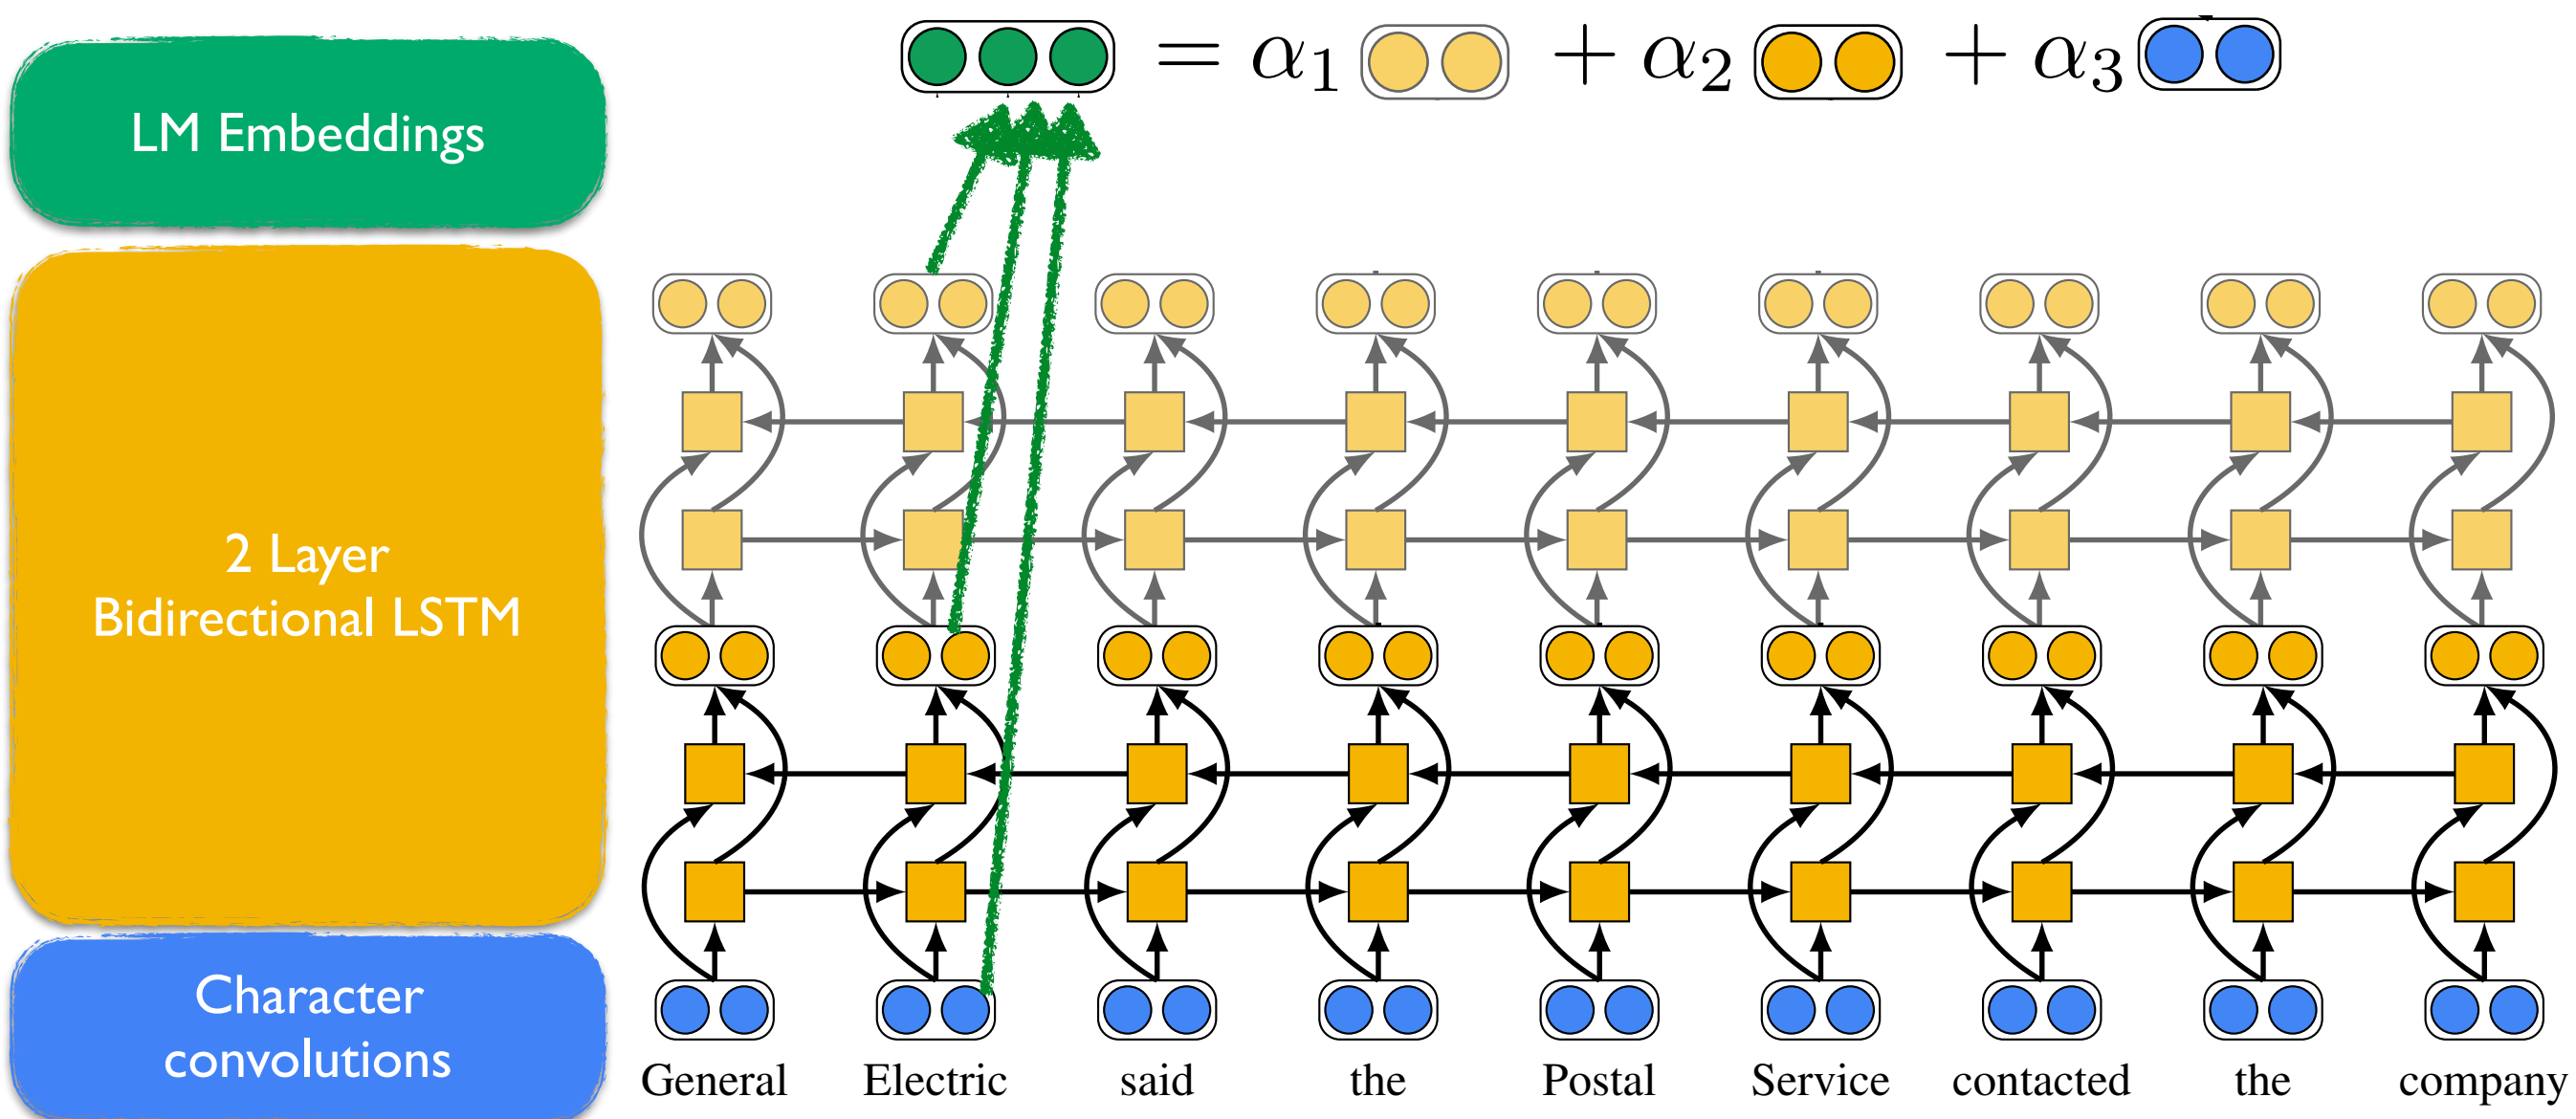 = α₁ + α₂ + α₃
LM Embeddings
2 Layer
Bidirectional LSTM
Character
convolutions
General Electric said the Postal Service contacted the company